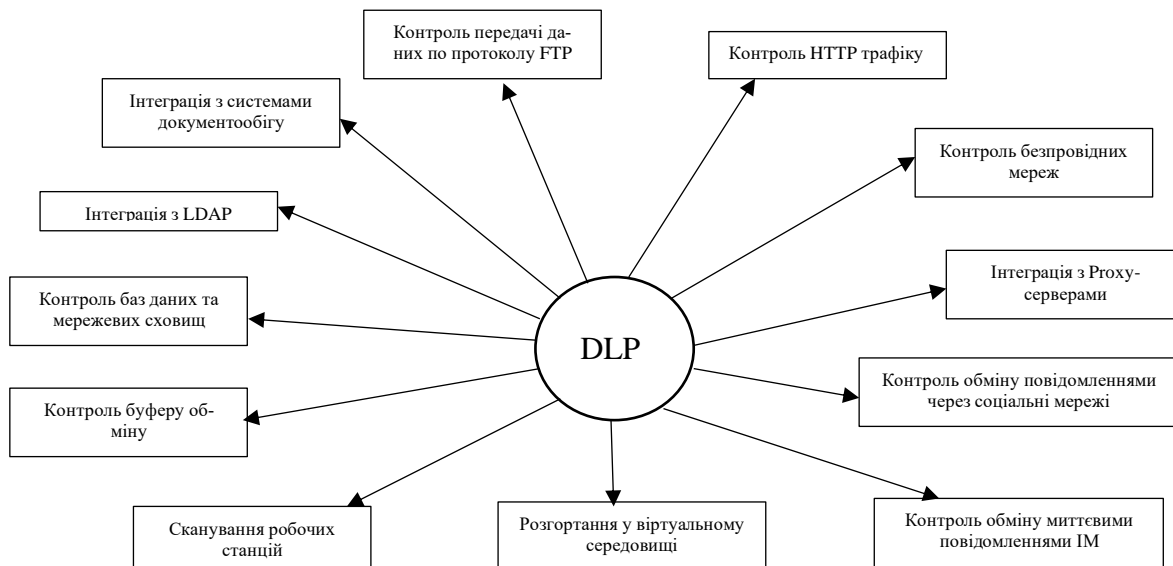 Контроль передачі да-
них по протоколу FTP
Контроль HTTP трафіку
Інтеграція з системами
документообігу
Контроль безпровідних
мереж
Інтеграція з LDAP
Інтеграція з Proxy-
серверами
Контроль баз даних та
мережевих сховищ
DLP
Контроль обміну повідомленнями
через соціальні мережі
Контроль буферу об-
міну
Сканування робочих
станцій
Розгортання у віртуальному
середовищі
Контроль обміну миттєвими
повідомленнями IM